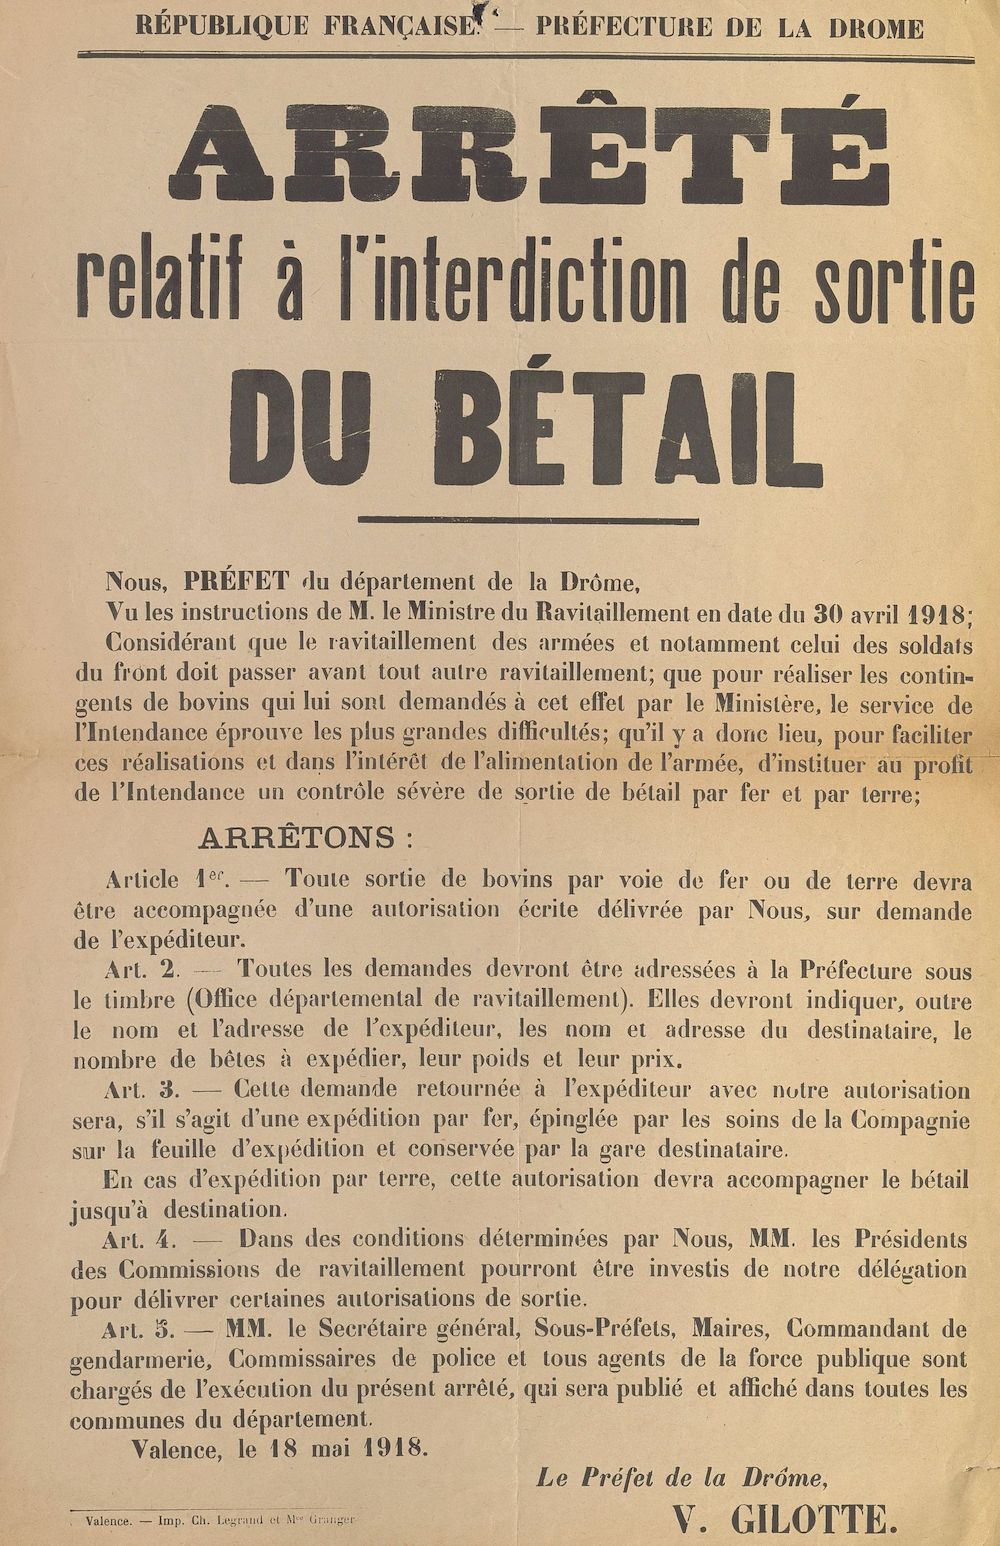 RÉPUBLIQUE FRANÇAISE. — PRÉFECTURE DE LA DROME
ARRÊTÉ
relatif à l'interdiction de sortie
DU BÉTAIL
Nous, PRÉFET du département de la Drôme,
Vu les instructions de M. le Ministre du Ravitaillement en date du 30 avril 1918;
Considérant que le ravitaillement des armées et notamment celui des soldats
du front doit passer avant tout autre ravitaillement; que pour réaliser les contin-
gents de bovins qui lui sont demandés à cet effet par le Ministère, le service de
l'Intendance éprouve les plus grandes difficultés; qu'il y a donc lieu, pour faciliter
ces réalisations et dans l'intérêt de l'alimentation de l'armée, d'instituer au profit
de l'Intendance un contrôle sévère de sortie de bétail par fer et par terre;
ARRÊTONS :
Article 1er. — Toute sortie de bovins par voie de fer ou de terre devra
être accompagnée d'une autorisation écrite délivrée par Nous, sur demande
de l'expéditeur.
Art. 2. — Toutes les demandes devront être adressées à la Préfecture sous
le timbre (Office départemental de ravitaillement). Elles devront indiquer, outre
le nom et l'adresse de l'expéditeur, les nom et adresse du destinataire, le
nombre de bêtes à expédier, leur poids et leur prix.
Art. 3. — Cette demande retournée à l'expéditeur avec notre autorisation
sera, s'il s'agit d'une expédition par fer, épinglée par les soins de la Compagnie
sur la feuille d'expédition et conservée par la gare destinataire.
En cas d'expédition par terre, cette autorisation devra accompagner le bétail
jusqu'à destination.
Art. 4. — Dans des conditions déterminées par Nous, MM. les Présidents
des Commissions de ravitaillement pourront être investis de notre délégation
pour délivrer certaines autorisations de sortie.
Art. 5. — MM. le Secrétaire général, Sous-Préfets, Maires, Commandant de
gendarmerie, Commissaires de police et tous agents de la force publique sont
chargés de l'exécution du présent arrêté, qui sera publié et affiché dans toutes les
communes du département.
Valence, le 18 mai 1918.
Le Préfet de la Drôme,
V. GILOTTE.
Valence. — Imp. Ch. Legrand et Mce Granger